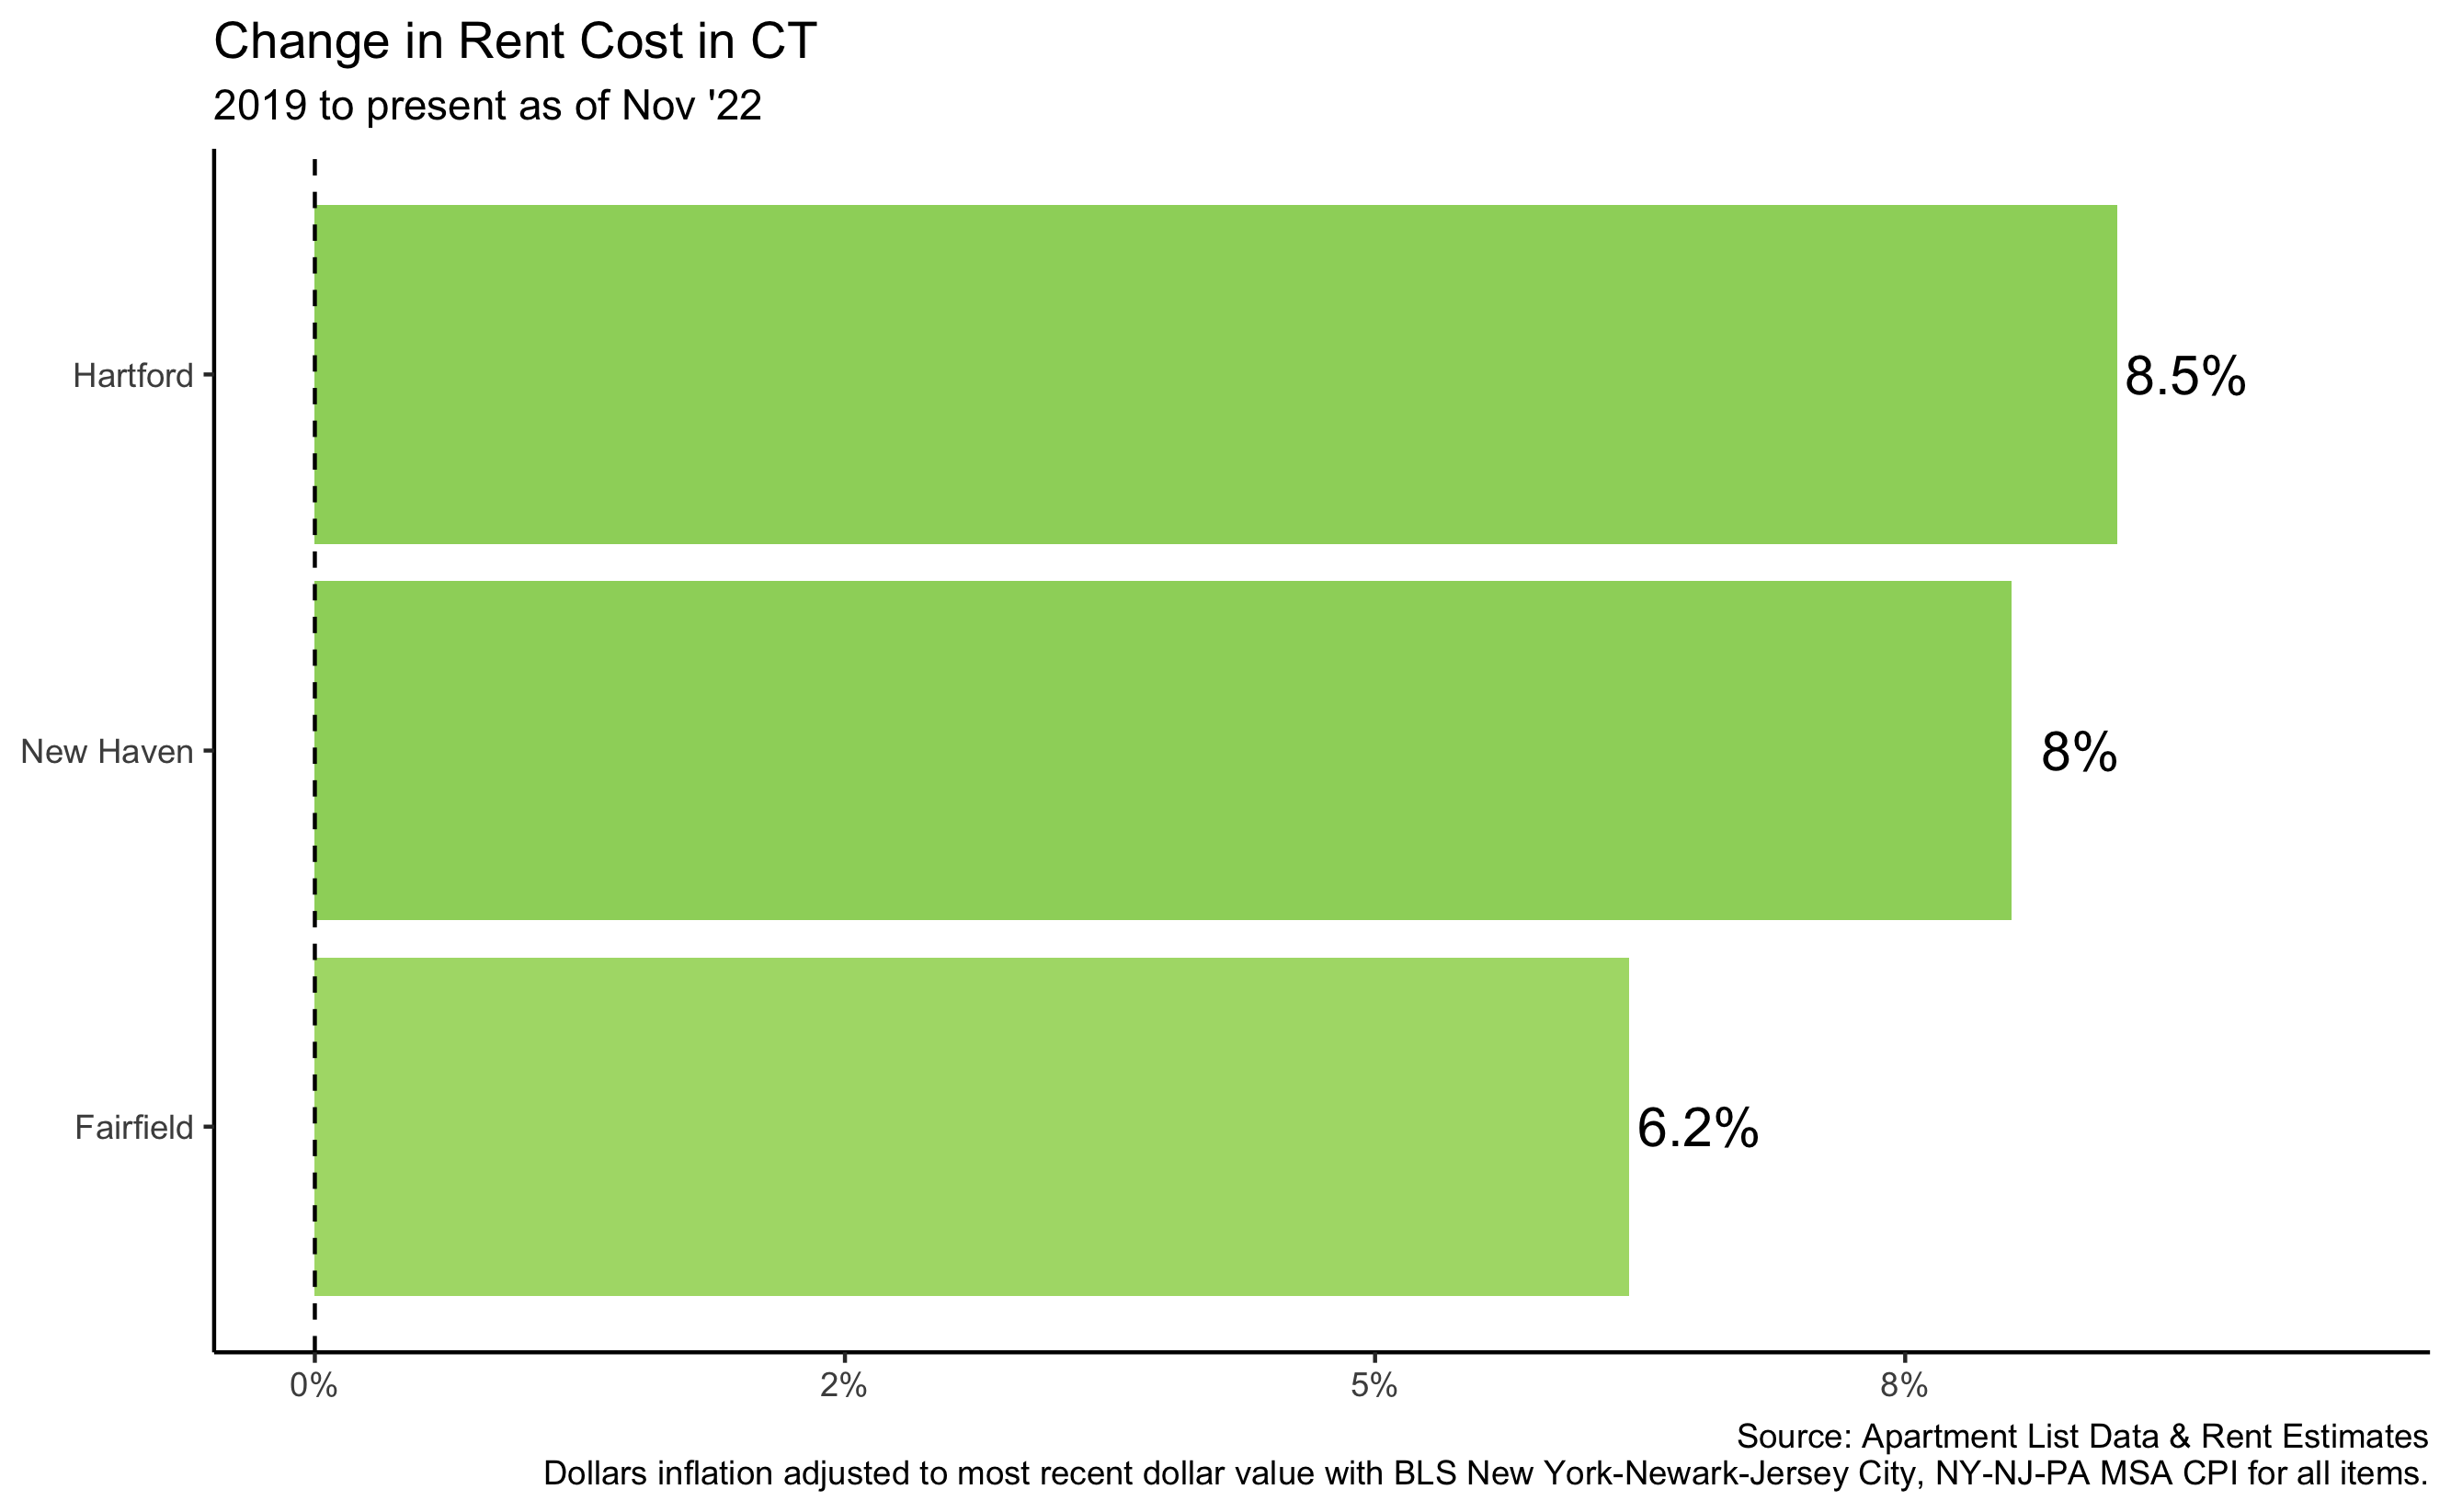 Change in Rent Cost in CT
2019 to present as of Nov '22
Hartford
8.5%
New Haven
8%
Fairfield
6.2%
0% 2% 5% 8%
Source: Apartment List Data & Rent Estimates
Dollars inflation adjusted to most recent dollar value with BLS New York-Newark-Jersey City, NY-NJ-PA MSA CPI for all items.